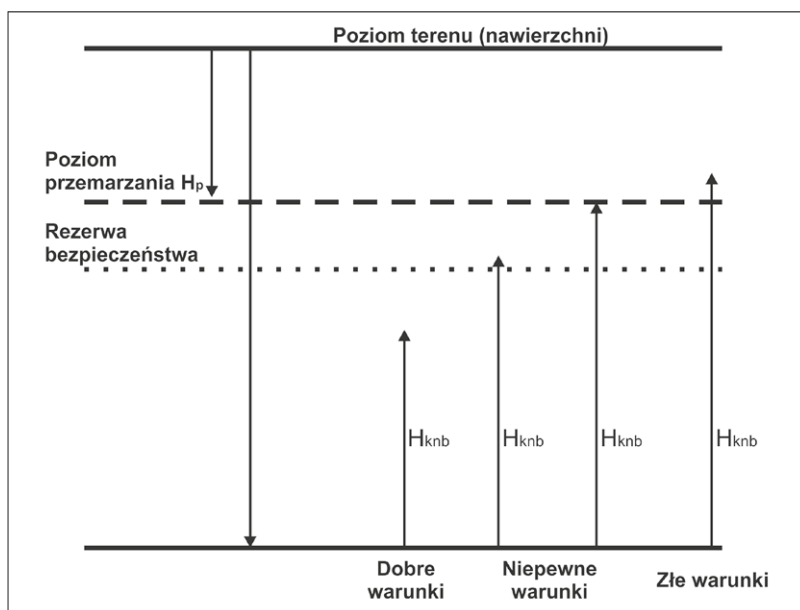 Poziom terenu (nawierzchni)
Poziom
przemarzania Hp
Rezerwa
bezpieczeństwa
Hknb
Hknb
Hknb
Hknb
Dobre
warunki
Niepewne
warunki
Złe warunki